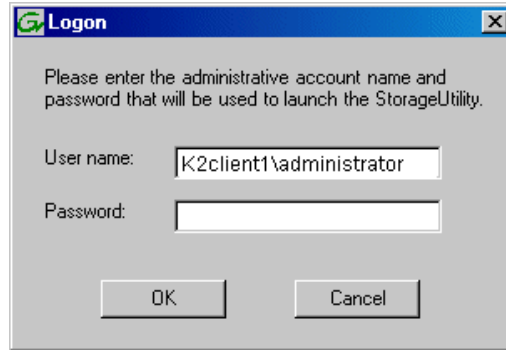 Logon
Please enter the administrative account name and
password that will be used to launch the StorageUtility.
User name:
K2client1\administrator
Password:
OK
Cancel